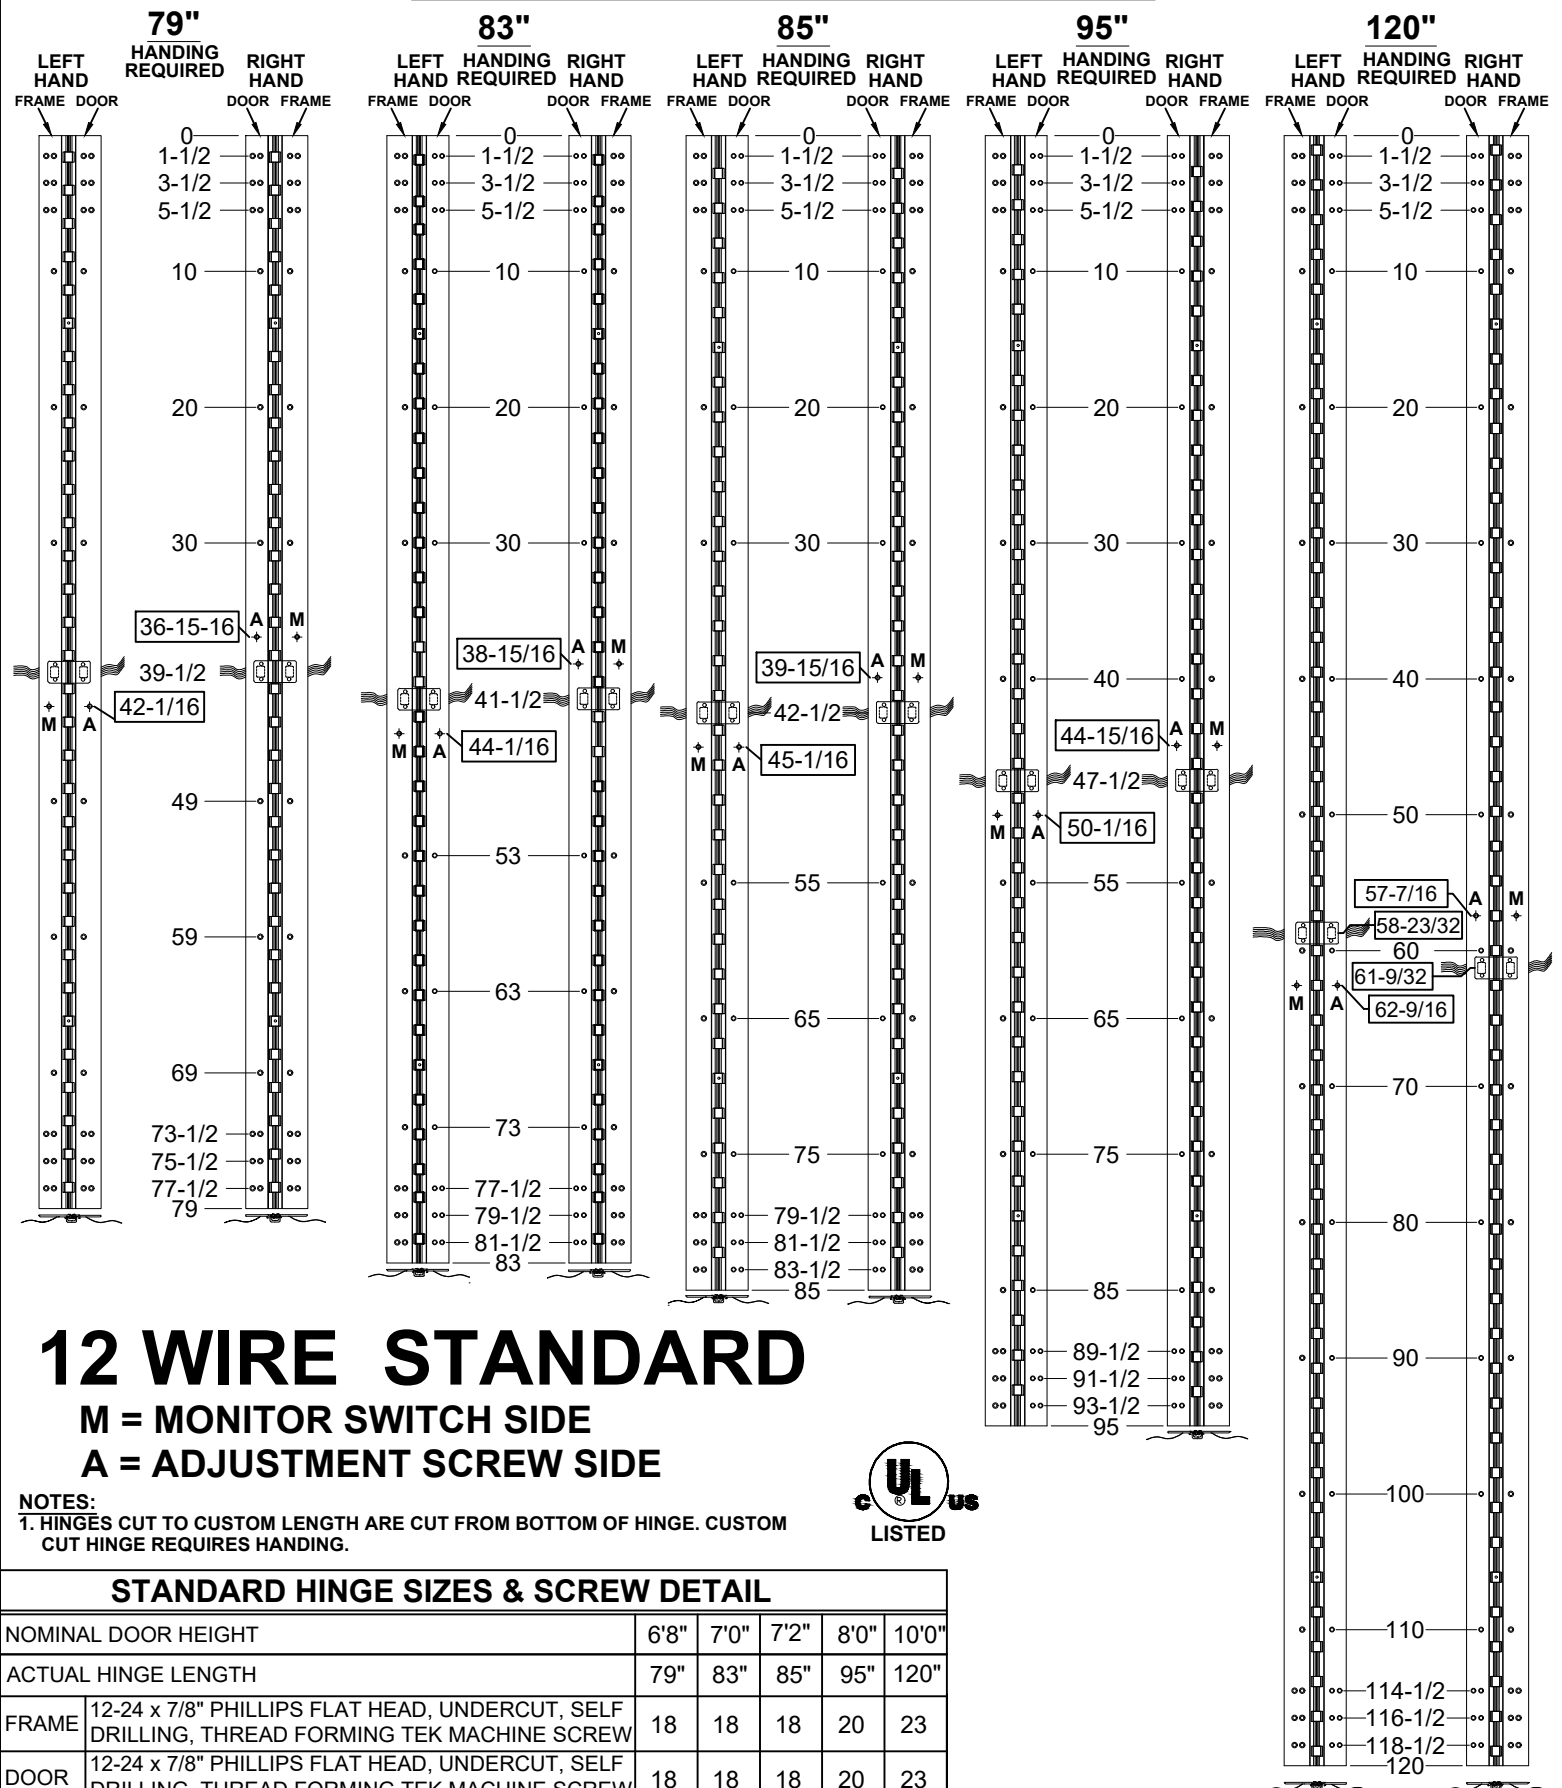 79"
HANDING
REQUIRED
LEFT
HAND
RIGHT
HAND
FRAME DOOR
DOOR FRAME
0
1-1/2
3-1/2
5-1/2
10
20
30
36-15-16
A M
39-1/2
42-1/16
M A
49
59
69
73-1/2
75-1/2
77-1/2
79
83"
HANDING
REQUIRED
LEFT
HAND
RIGHT
HAND
FRAME DOOR
DOOR FRAME
0
1-1/2
3-1/2
5-1/2
10
20
30
38-15/16
A M
41-1/2
44-1/16
M A
53
63
73
77-1/2
79-1/2
81-1/2
83
85"
HANDING
REQUIRED
LEFT
HAND
RIGHT
HAND
FRAME DOOR
DOOR FRAME
0
1-1/2
3-1/2
5-1/2
10
20
30
39-15/16
A M
42-1/2
45-1/16
M A
55
65
75
79-1/2
81-1/2
83-1/2
85
95"
HANDING
REQUIRED
LEFT
HAND
RIGHT
HAND
FRAME DOOR
DOOR FRAME
0
1-1/2
3-1/2
5-1/2
10
20
30
40
44-15/16
A M
47-1/2
50-1/16
M A
55
65
75
85
89-1/2
91-1/2
93-1/2
95
120"
HANDING
REQUIRED
LEFT
HAND
RIGHT
HAND
FRAME DOOR
DOOR FRAME
0
1-1/2
3-1/2
5-1/2
10
20
30
40
50
57-7/16
A M
58-23/32
60
61-9/32
62-9/16
M A
70
80
90
100
110
114-1/2
116-1/2
118-1/2
120
12 WIRE STANDARD
M = MONITOR SWITCH SIDE
A = ADJUSTMENT SCREW SIDE
C UL ® US
LISTED
NOTES:
1. HINGES CUT TO CUSTOM LENGTH ARE CUT FROM BOTTOM OF HINGE. CUSTOM
CUT HINGE REQUIRES HANDING.
STANDARD HINGE SIZES & SCREW DETAIL
NOMINAL DOOR HEIGHT 6'8" 7'0" 7'2" 8'0" 10'0"
ACTUAL HINGE LENGTH 79" 83" 85" 95" 120"
FRAME 12-24 x 7/8" PHILLIPS FLAT HEAD, UNDERCUT, SELF
DRILLING, THREAD FORMING TEK MACHINE SCREW 18 18 18 20 23
DOOR 12-24 x 7/8" PHILLIPS FLAT HEAD, UNDERCUT, SELF
DRILLING, THREAD FORMING TEK MACHINE SCREW 18 18 18 20 23